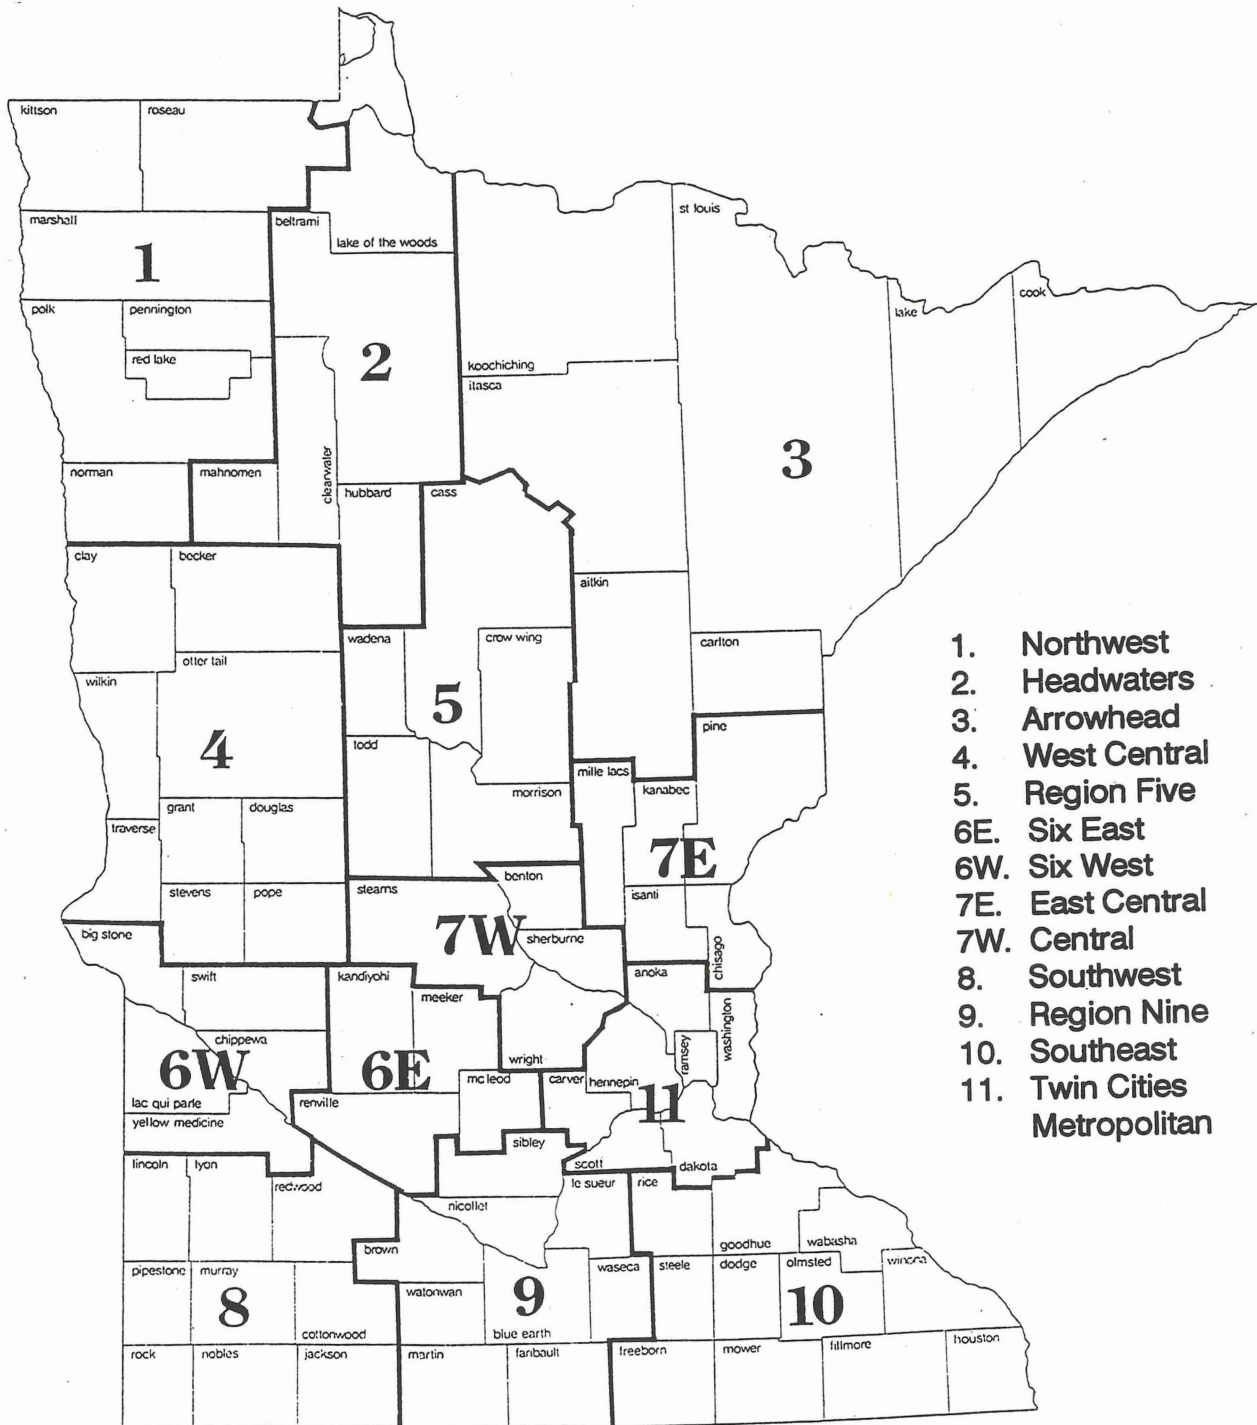 kittson
roseau
st louis
marshall
beltrami
lake of the woods
1
cook
lake
polk
pennington
red lake
2
koochiching
itasca
3
norman
mahnomen
clearwater
hubbard
cass
clay
becker
aitkin
wadena
crow wing
carlton
otter tail
wilkin
5
pine
4
todd
mille lacs
kanabec
morrison
grant
douglas
traverse
7E
benton
stevens
pope
stearns
isanti
big stone
7W
sherburne
chisago
swift
kandiyohi
anoka
meeker
washington
chippewa
ramsey
wright
6W
6E
mc leod
carver
hennepin
11
lac qui parle
renville
yellow medicine
sibley
lincoln
lyon
scott
dakota
redwood
le sueur
rice
nicollet
brown
goodhue
wabasha
pipestone
murray
waseca
steele
dodge
olmsted
winona
watonwan
9
8
10
cottonwood
blue earth
rock
nobles
jackson
martin
faribault
freeborn
mower
fillmore
houston
1. Northwest
2. Headwaters
3. Arrowhead
4. West Central
5. Region Five
6E. Six East
6W. Six West
7E. East Central
7W. Central
8. Southwest
9. Region Nine
10. Southeast
11. Twin Cities
Metropolitan